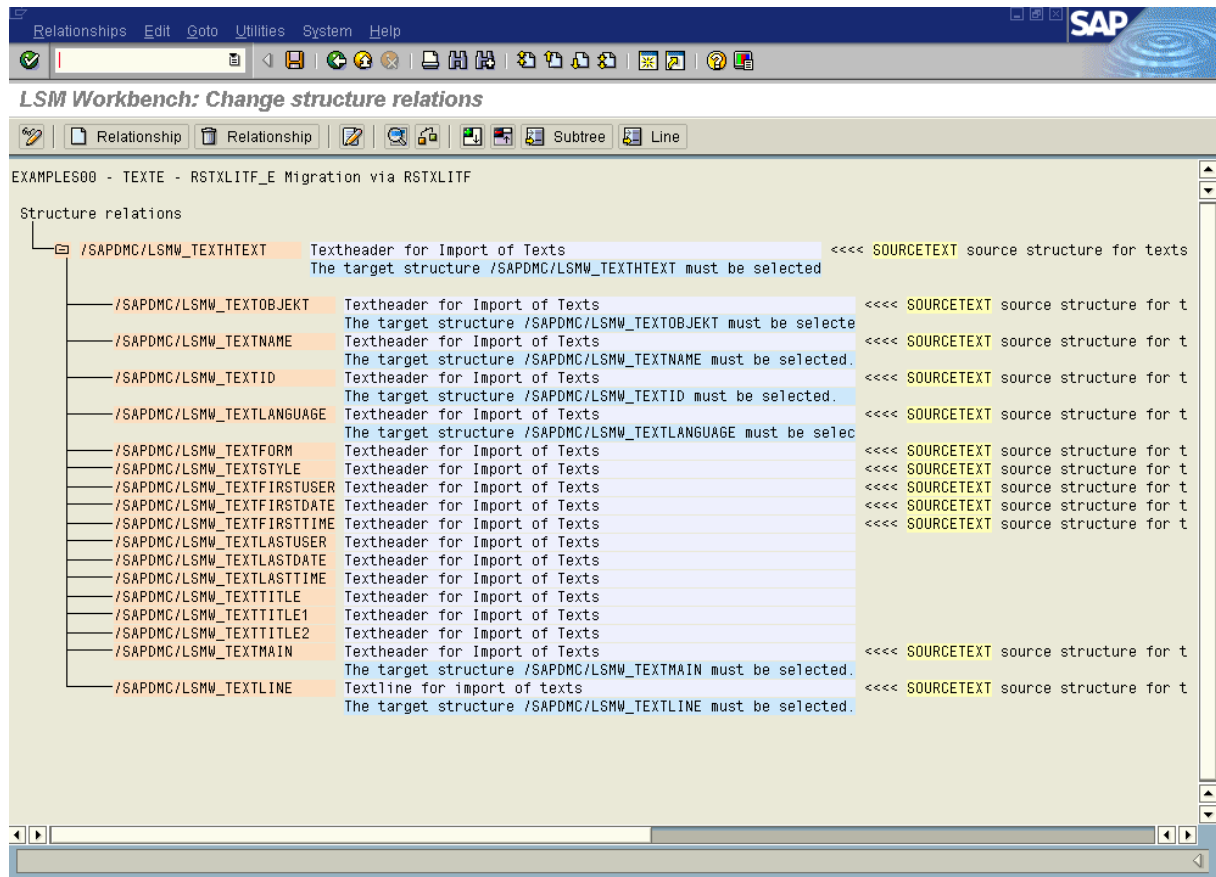 Relationships Edit Goto Utilities System Help
SAP
LSM Workbench: Change structure relations
Relationship Relationship Subtree Line
EXAMPLES00 - TEXTE - RSTXLITF_E Migration via RSTXLITF
Structure relations
/SAPDMC/LSMW_TEXTHTEXT Textheader for Import of Texts <<<< SOURCETEXT source structure for texts
The target structure /SAPDMC/LSMW_TEXTHTEXT must be selected
/SAPDMC/LSMW_TEXTOBJEKT Textheader for Import of Texts <<<< SOURCETEXT source structure for t
The target structure /SAPDMC/LSMW_TEXTOBJEKT must be selecte
/SAPDMC/LSMW_TEXTNAME Textheader for Import of Texts <<<< SOURCETEXT source structure for t
The target structure /SAPDMC/LSMW_TEXTNAME must be selected.
/SAPDMC/LSMW_TEXTID Textheader for Import of Texts <<<< SOURCETEXT source structure for t
The target structure /SAPDMC/LSMW_TEXTID must be selected.
/SAPDMC/LSMW_TEXTLANGUAGE Textheader for Import of Texts <<<< SOURCETEXT source structure for t
The target structure /SAPDMC/LSMW_TEXTLANGUAGE must be selec
/SAPDMC/LSMW_TEXTFORM Textheader for Import of Texts <<<< SOURCETEXT source structure for t
/SAPDMC/LSMW_TEXTSTYLE Textheader for Import of Texts <<<< SOURCETEXT source structure for t
/SAPDMC/LSMW_TEXTFIRSTUSER Textheader for Import of Texts <<<< SOURCETEXT source structure for t
/SAPDMC/LSMW_TEXTFIRSTDATE Textheader for Import of Texts <<<< SOURCETEXT source structure for t
/SAPDMC/LSMW_TEXTFIRSTTIME Textheader for Import of Texts <<<< SOURCETEXT source structure for t
/SAPDMC/LSMW_TEXTLASTUSER Textheader for Import of Texts
/SAPDMC/LSMW_TEXTLASTDATE Textheader for Import of Texts
/SAPDMC/LSMW_TEXTLASTTIME Textheader for Import of Texts
/SAPDMC/LSMW_TEXTTITLE Textheader for Import of Texts
/SAPDMC/LSMW_TEXTTITLE1 Textheader for Import of Texts
/SAPDMC/LSMW_TEXTTITLE2 Textheader for Import of Texts
/SAPDMC/LSMW_TEXTMAIN Textheader for Import of Texts <<<< SOURCETEXT source structure for t
The target structure /SAPDMC/LSMW_TEXTMAIN must be selected.
/SAPDMC/LSMW_TEXTLINE Textline for import of texts <<<< SOURCETEXT source structure for t
The target structure /SAPDMC/LSMW_TEXTLINE must be selected.